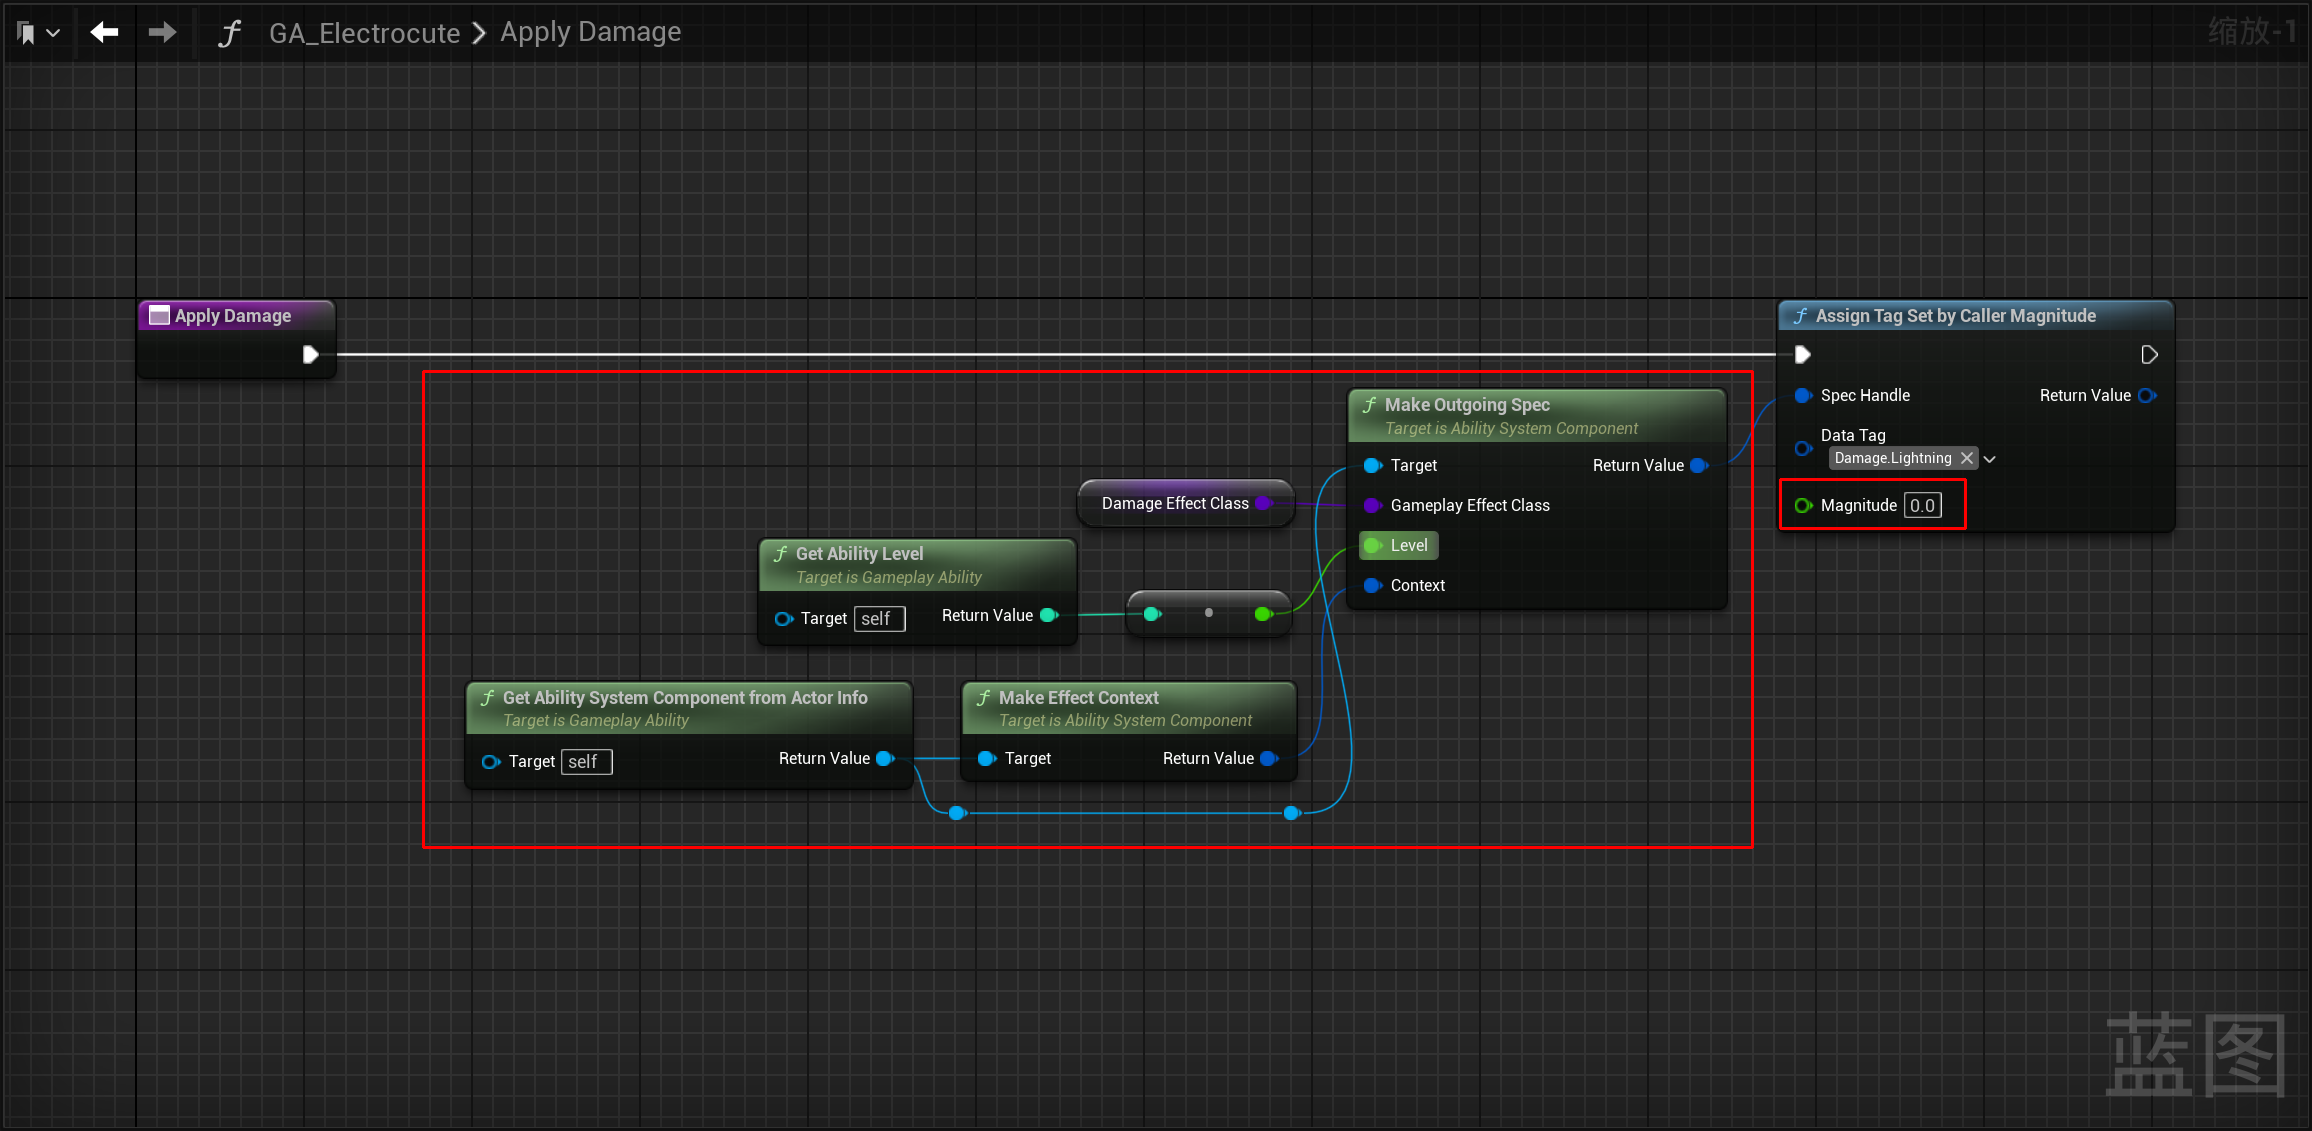 GA_Electrocute > Apply Damage
缩放-1
Apply Damage
Assign Tag Set by Caller Magnitude
Spec Handle
Return Value
Data Tag
Damage.Lightning
Magnitude 0.0
Make Outgoing Spec
Target is Ability System Component
Target
Return Value
Gameplay Effect Class
Level
Context
Damage Effect Class
Get Ability Level
Target is Gameplay Ability
Target self
Return Value
Get Ability System Component from Actor Info
Target is Gameplay Ability
Target self
Return Value
Make Effect Context
Target is Ability System Component
Target
Return Value
蓝图